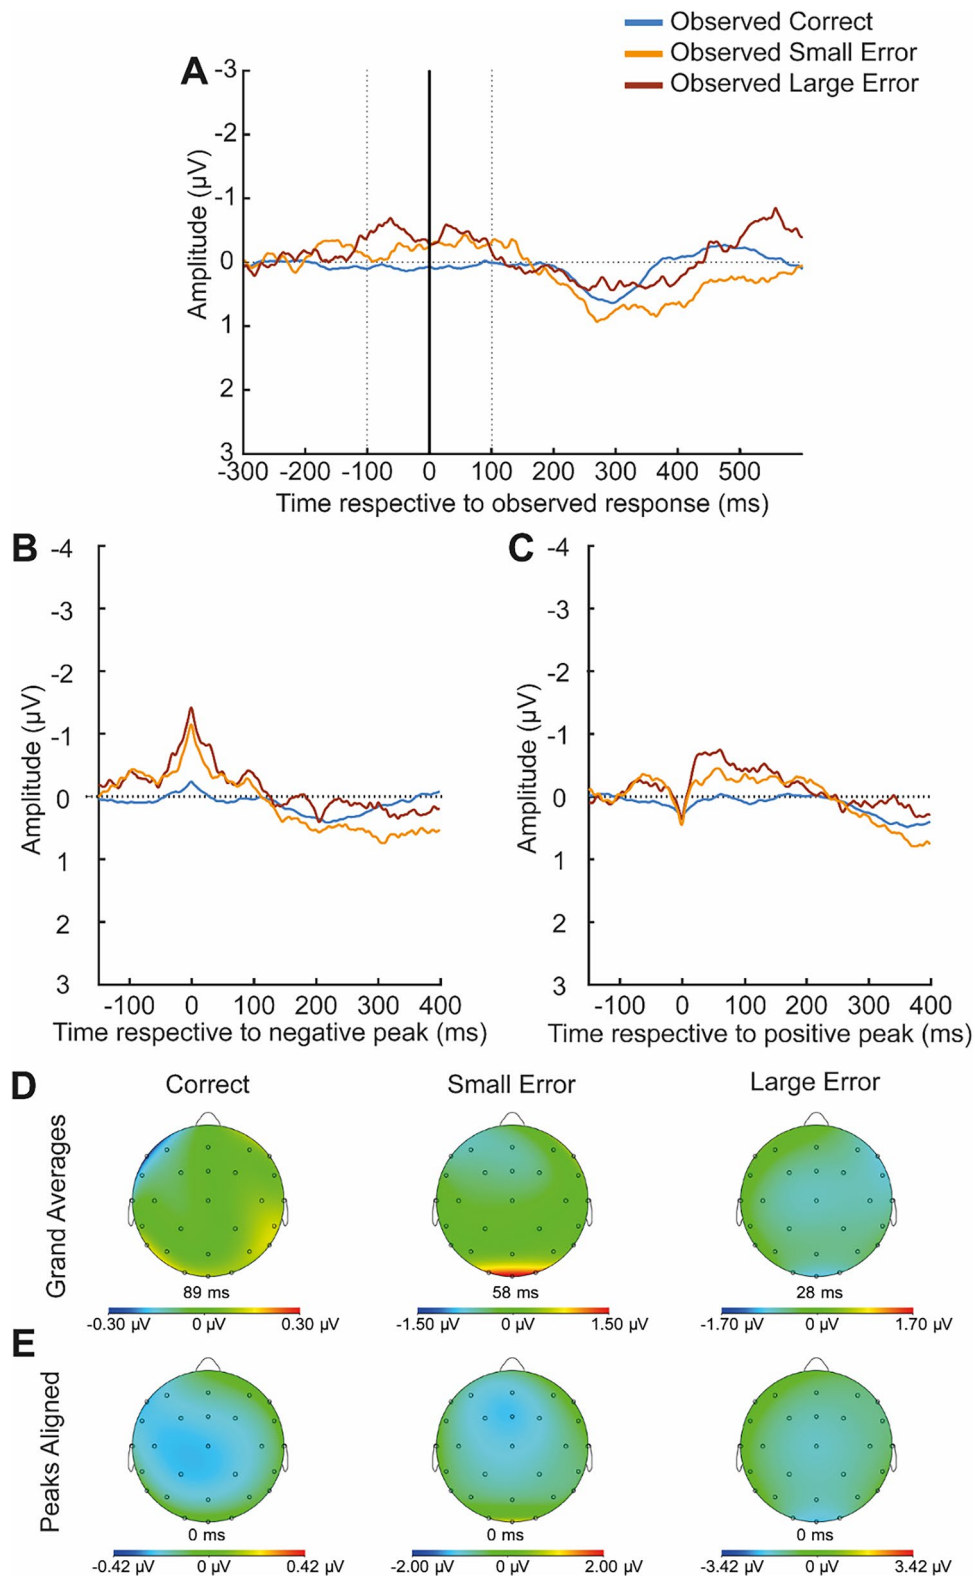 Observed Correct
Observed Small Error
Observed Large Error
A
-3
-2
-1
0
1
2
3
Amplitude (µV)
-300 -200 -100 0 100 200 300 400 500
Time respective to observed response (ms)
B
-4
-3
-2
-1
0
1
2
3
Amplitude (µV)
-100 0 100 200 300 400
Time respective to negative peak (ms)
C
-4
-3
-2
-1
0
1
2
3
Amplitude (µV)
-100 0 100 200 300 400
Time respective to positive peak (ms)
D
Correct Small Error Large Error
Grand Averages
89 ms 58 ms 28 ms
-0.30 µV 0 µV 0.30 µV -1.50 µV 0 µV 1.50 µV -1.70 µV 0 µV 1.70 µV
E
Peaks Aligned
0 ms 0 ms 0 ms
-0.42 µV 0 µV 0.42 µV -2.00 µV 0 µV 2.00 µV -3.42 µV 0 µV 3.42 µV